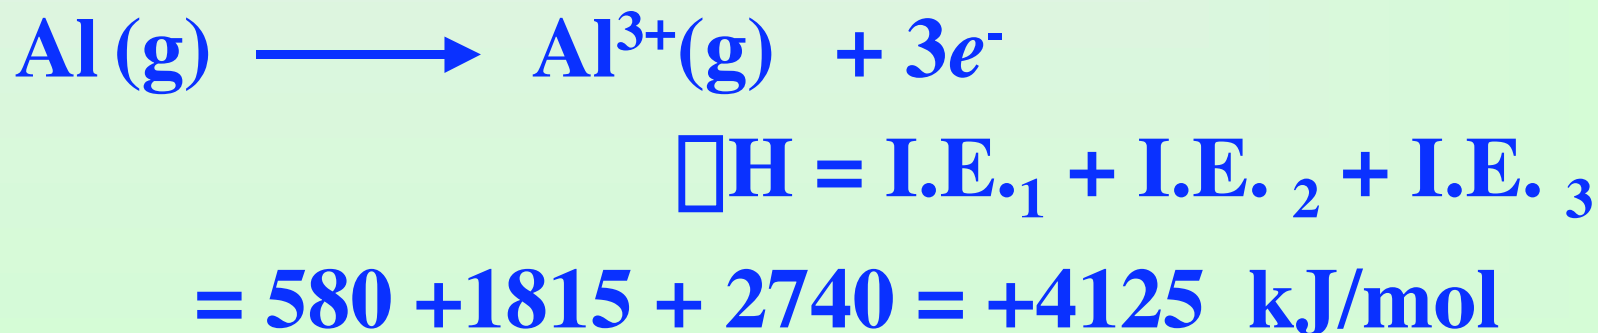 Al (g) ⟶ Al³⁺(g) + 3e⁻
□H = I.E.₁ + I.E. ₂ + I.E. ₃
= 580 +1815 + 2740 = +4125 kJ/mol